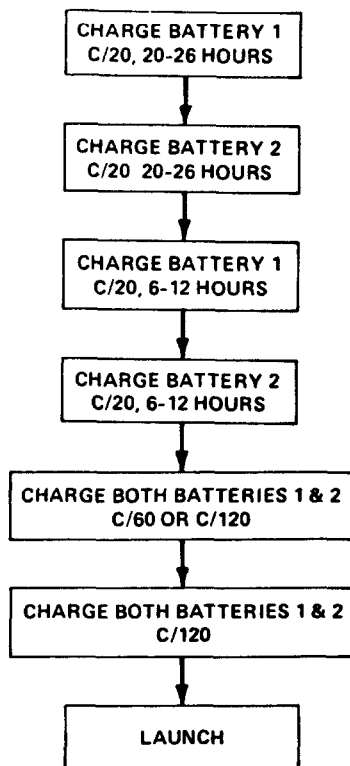 CHARGE BATTERY 1
C/20, 20-26 HOURS
CHARGE BATTERY 2
C/20 20-26 HOURS
CHARGE BATTERY 1
C/20, 6-12 HOURS
CHARGE BATTERY 2
C/20, 6-12 HOURS
CHARGE BOTH BATTERIES 1 & 2
C/60 OR C/120
CHARGE BOTH BATTERIES 1 & 2
C/120
LAUNCH